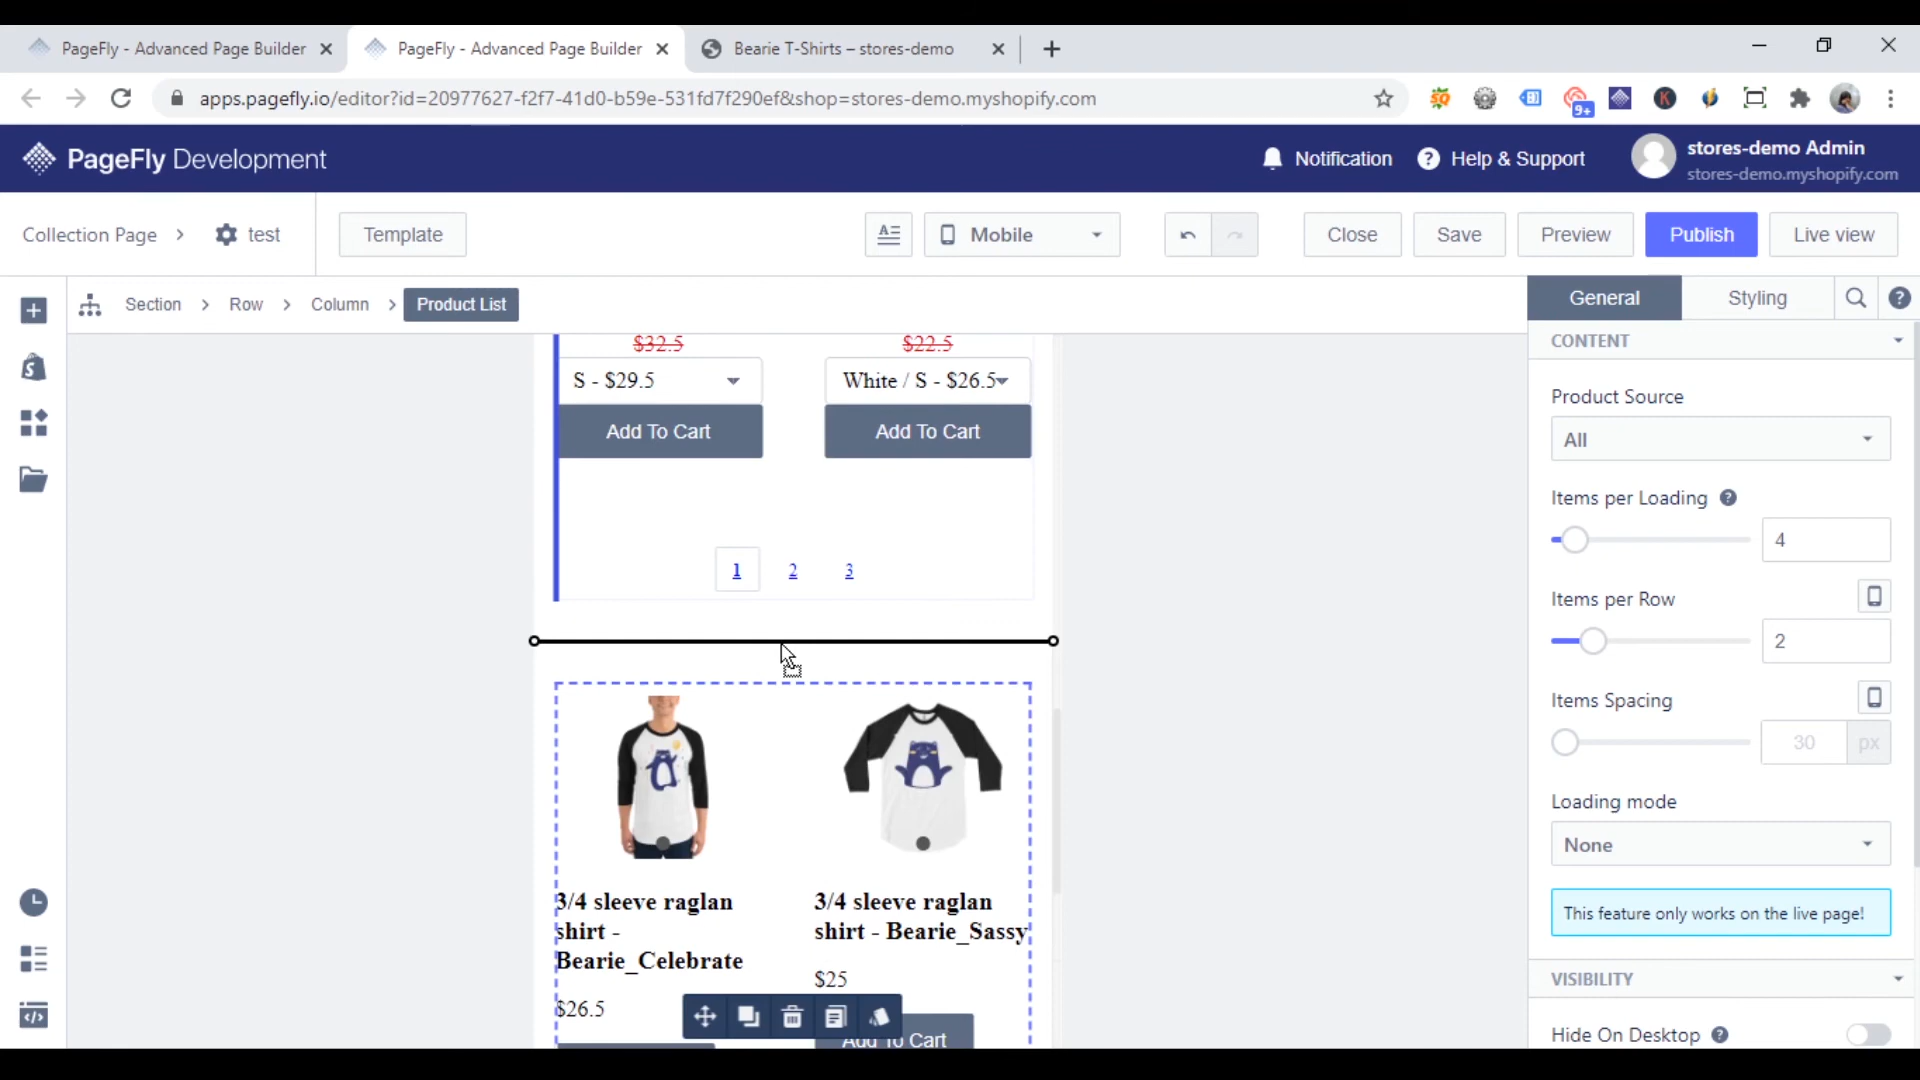 PageFly - Advanced Page Builder
PageFly - Advanced Page Builder
Bearie T-Shirts – stores-demo
apps.pagefly.io/editor?id=20977627-f2f7-41d0-b59e-531fd7f290ef&shop=stores-demo.myshopify.com
9+
PageFly Development
Notification
Help & Support
stores-demo Admin
stores-demo.myshopify.com
Collection Page
test
Template
Mobile
Close
Save
Preview
Publish
Live view
Section
Row
Column
Product List
General
Styling
CONTENT
$32.5
$22.5
S - $29.5
White / S - $26.5
Add To Cart
Add To Cart
1
2
3
3/4 sleeve raglan
shirt -
Bearie_Celebrate
$26.5
3/4 sleeve raglan
shirt - Bearie_Sassy
$25
Add To Cart
Product Source
All
Items per Loading
4
Items per Row
2
Items Spacing
30
px
Loading mode
None
This feature only works on the live page!
VISIBILITY
Hide On Desktop